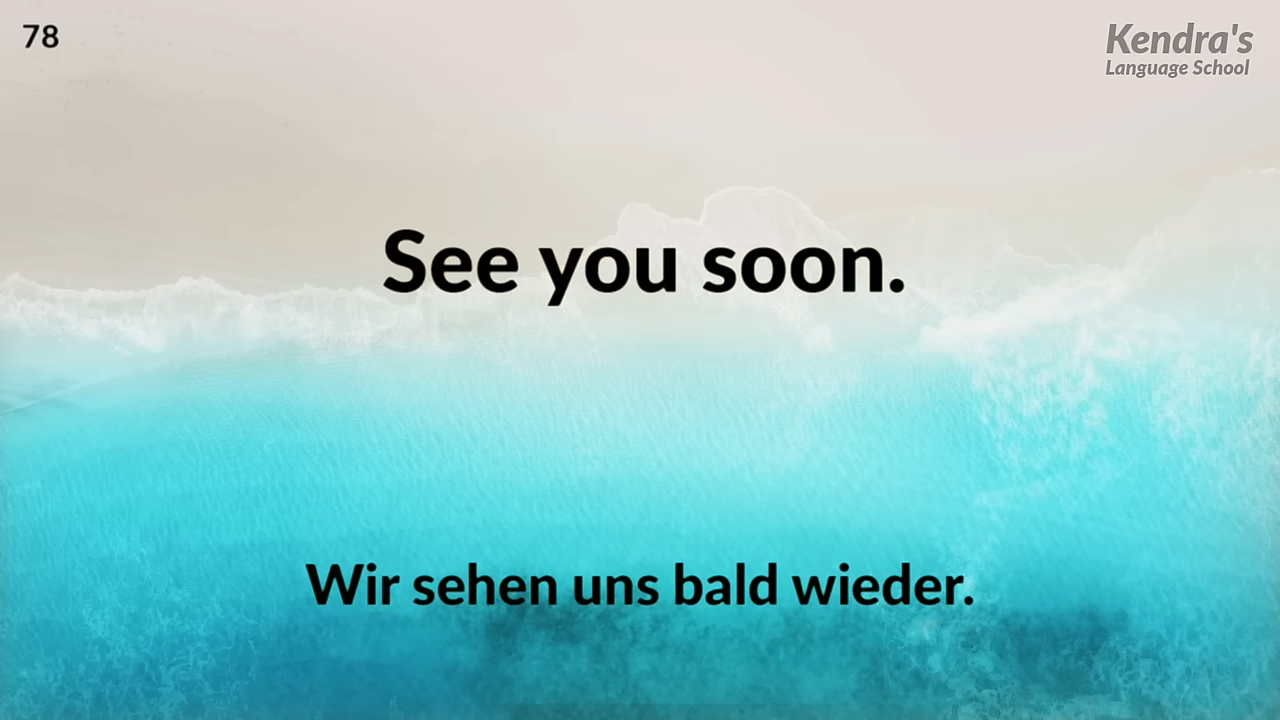 78
Kendra's
Language School
See you soon.
Wir sehen uns bald wieder.